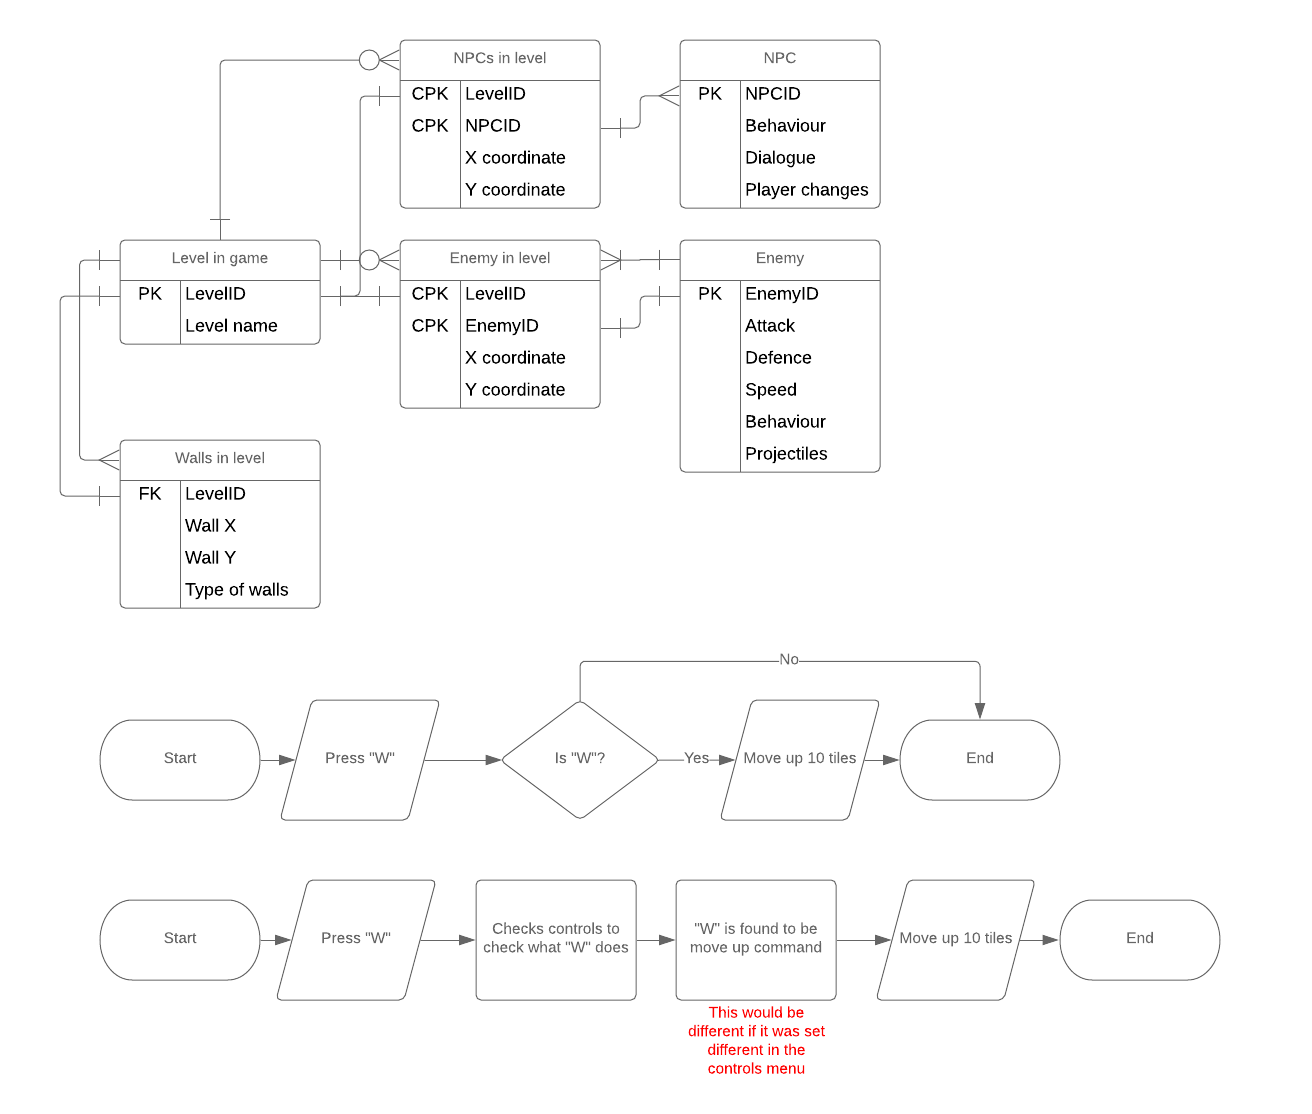 NPCs in level
CPK LevelID
CPK NPCID
X coordinate
Y coordinate
NPC
PK NPCID
Behaviour
Dialogue
Player changes
Level in game
PK LevelID
Level name
Enemy in level
CPK LevelID
CPK EnemyID
X coordinate
Y coordinate
Enemy
PK EnemyID
Attack
Defence
Speed
Behaviour
Projectiles
Walls in level
FK LevelID
Wall X
Wall Y
Type of walls
No
Start
Press "W"
Is "W"?
Yes
Move up 10 tiles
End
Start
Press "W"
Checks controls to
check what "W" does
"W" is found to be
move up command
Move up 10 tiles
End
This would be
different if it was set
different in the
controls menu